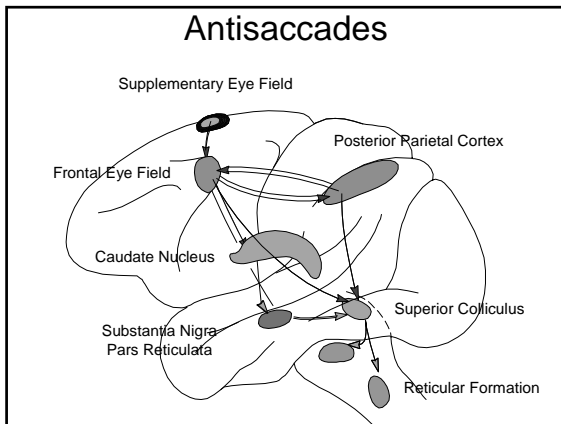 Antisaccades
Supplementary Eye Field
Posterior Parietal Cortex
Frontal Eye Field
Caudate Nucleus
Superior Colliculus
Substantia Nigra
Pars Reticulata
Reticular Formation